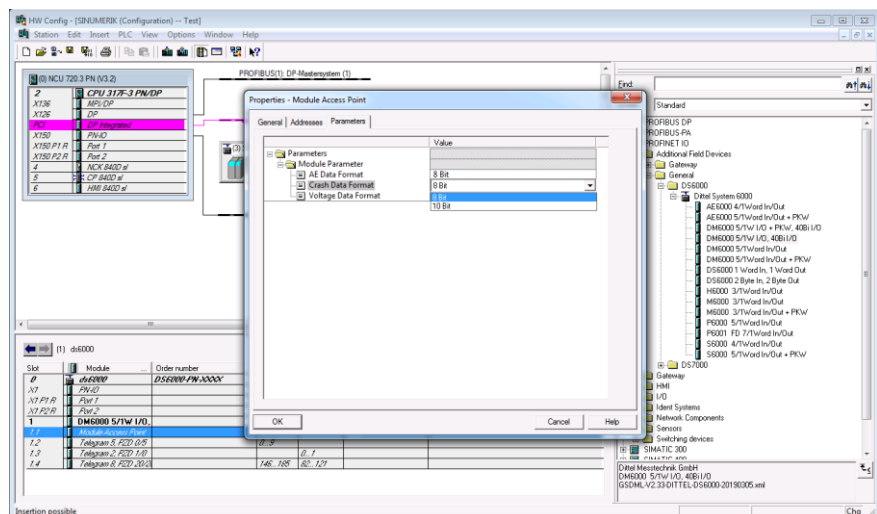 HW Config - [SINUMERIK (Configuration) -- Test]
Station Edit Insert PLC View Options Window Help
(0) NCU 720.3 PN (V3.2)
2 CPU 317F-3 PN/DP
X136 MPI/DP
X126 DP
PCI DP Integrated
X150 PN-IO
X150 P1 R Port 1
X150 P2 R Port 2
4 NCK 840D sl
5 CP 840D sl
6 HMI 840D sl
PROFIBUS(1): DP-Mastersystem (1)
Properties - Module Access Point
General Addresses Parameters
Value
Parameters
Module Parameter
AE Data Format 8 Bit
Crash Data Format 8 Bit
Voltage Data Format 8 Bit
10 Bit
OK Cancel Help
(1) ds6000
Slot Module ... Order number
0 ds6000 DS6000-PN-XXXX
X1 PN-IO
X1 P1 R Port 1
X1 P2 R Port 2
1 DM6000 5/1W I/O,
1.1 Module Access Point
1.2 Telegram 5, PZD 0/5 0...9
1.3 Telegram 2, PZD 1/0 0...1
1.4 Telegram 8, PZD 20/2 146...185 82...121
Find:
Standard
PROFIBUS DP
PROFIBUS-PA
PROFINET IO
Additional Field Devices
Gateway
General
DS6000
Dittel System 6000
AE6000 4/1Word In/Out
AE6000 5/1Word In/Out + PKW
DM6000 5/1W I/O + PKW, 40Bi I/O
DM6000 5/1W I/O, 40Bi I/O
DM6000 5/1Word In/Out
DM6000 5/1Word In/Out + PKW
DS6000 1 Word In, 1 Word Out
DS6000 2 Byte In, 2 Byte Out
H6000 3/1Word In/Out
M6000 3/1Word In/Out
M6000 3/1Word In/Out + PKW
P6000 5/1Word In/Out
P6001 FD 7/1Word In/Out
S6000 4/1Word In/Out
S6000 5/1Word In/Out + PKW
DS7000
Gateway
HMI
I/O
Ident Systems
Network Components
Sensors
Switching devices
SIMATIC 300
SIMATIC 400
Dittel Messtechnik GmbH
DM6000 5/1W I/O, 40Bi I/O
GSDML-V2.33-DITTEL-DS6000-20190305.xml
Insertion possible
Chg